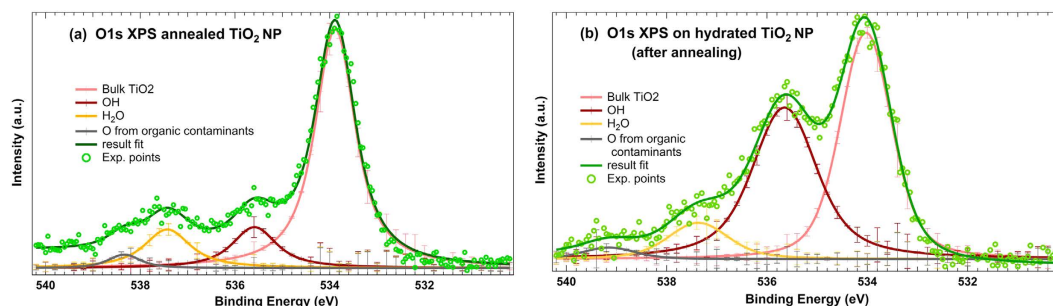 (a) O1s XPS annealed TiO₂ NP
Bulk TiO2
OH
H₂O
O from organic contaminants
result fit
Exp. points
Intensity (a.u.)
540 538 536 534 532
Binding Energy (eV)
(b) O1s XPS on hydrated TiO₂ NP
(after annealing)
Bulk TiO2
OH
H₂O
O from organic
contaminants
result fit
Exp. points
Intensity (a.u.)
540 538 536 534 532
Binding Energy (eV)